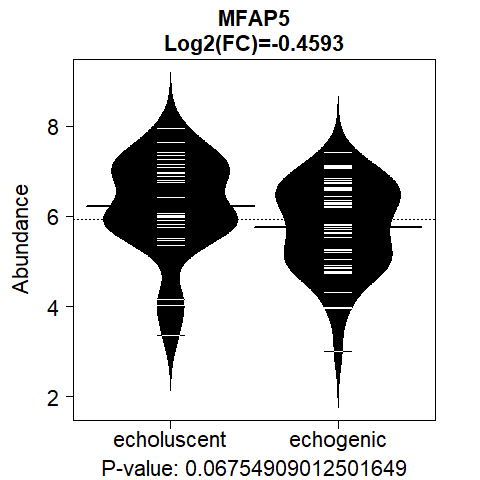 MFAP5
Log2(FC)=-0.4593
Abundance
8
6
4
2
echoluscent echogenic
P-value: 0.06754909012501649